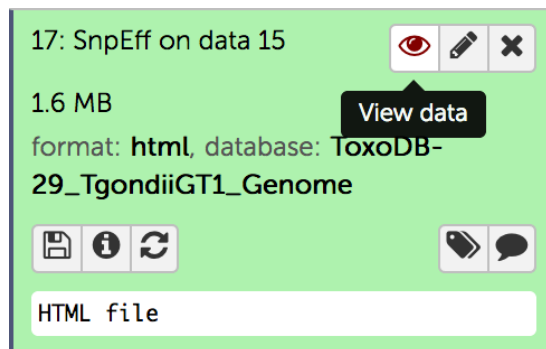 17: SnpEff on data 15
1.6 MB
View data
format: html, database: ToxoDB-
29_TgondiiGT1_Genome
HTML file